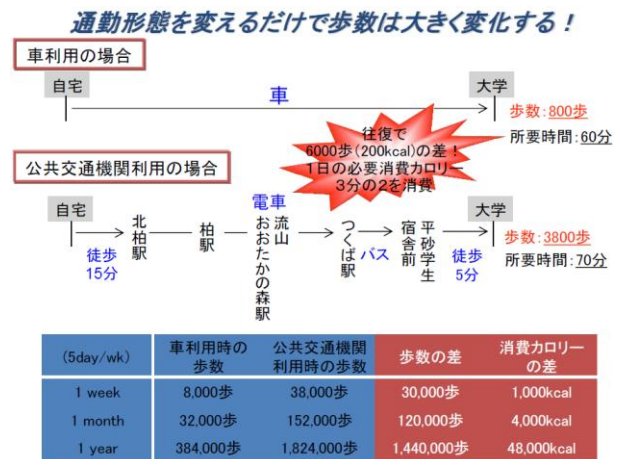 通勤形態を変えるだけで歩数は大きく変化する！
車利用の場合
自宅
車
大学
歩数：800歩
所要時間：60分
往復で
6000歩（200kcal）の差！
1日の必要消費カロリー
3分の2を消費
公共交通機関利用の場合
自宅
徒歩
15分
北柏駅
柏駅
電車
流山
おおたかの森駅
つくば駅
バス
平砂学生
宿舎前
徒歩
5分
大学
歩数：3800歩
所要時間：70分
(5day/wk)
車利用時の
歩数
公共交通機関
利用時の歩数
歩数の差
消費カロリー
の差
1 week
8,000歩
38,000歩
30,000歩
1,000kcal
1 month
32,000歩
152,000歩
120,000歩
4,000kcal
1 year
384,000歩
1,824,000歩
1,440,000歩
48,000kcal